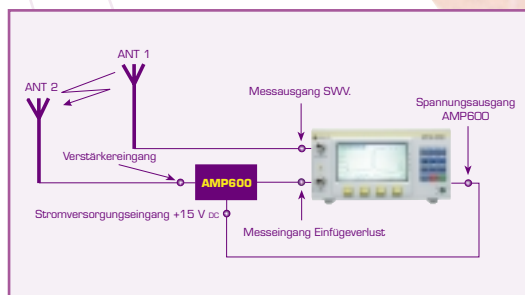 ANT 1
ANT 2
Messausgang SWV.
Spannungsausgang
AMP600
Verstärkereingang
AMP600
Stromversorgungseingang +15 V DC
Messeingang Einfügeverlust